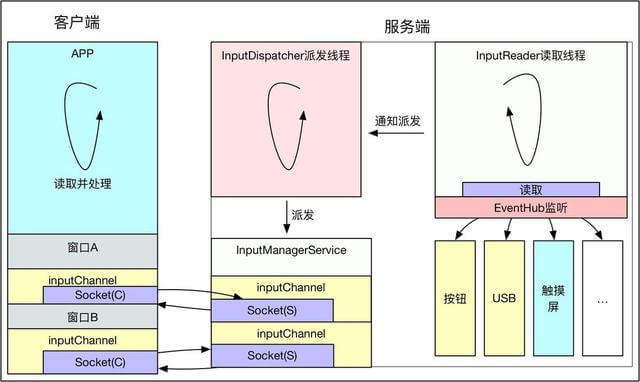 客户端
服务端
APP
读取并处理
窗口A
inputChannel
Socket(C)
窗口B
inputChannel
Socket(C)
InputDispatcher派发线程
派发
InputManagerService
inputChannel
Socket(S)
inputChannel
Socket(S)
通知派发
InputReader读取线程
读取
EventHub监听
按钮
USB
触摸
屏
...